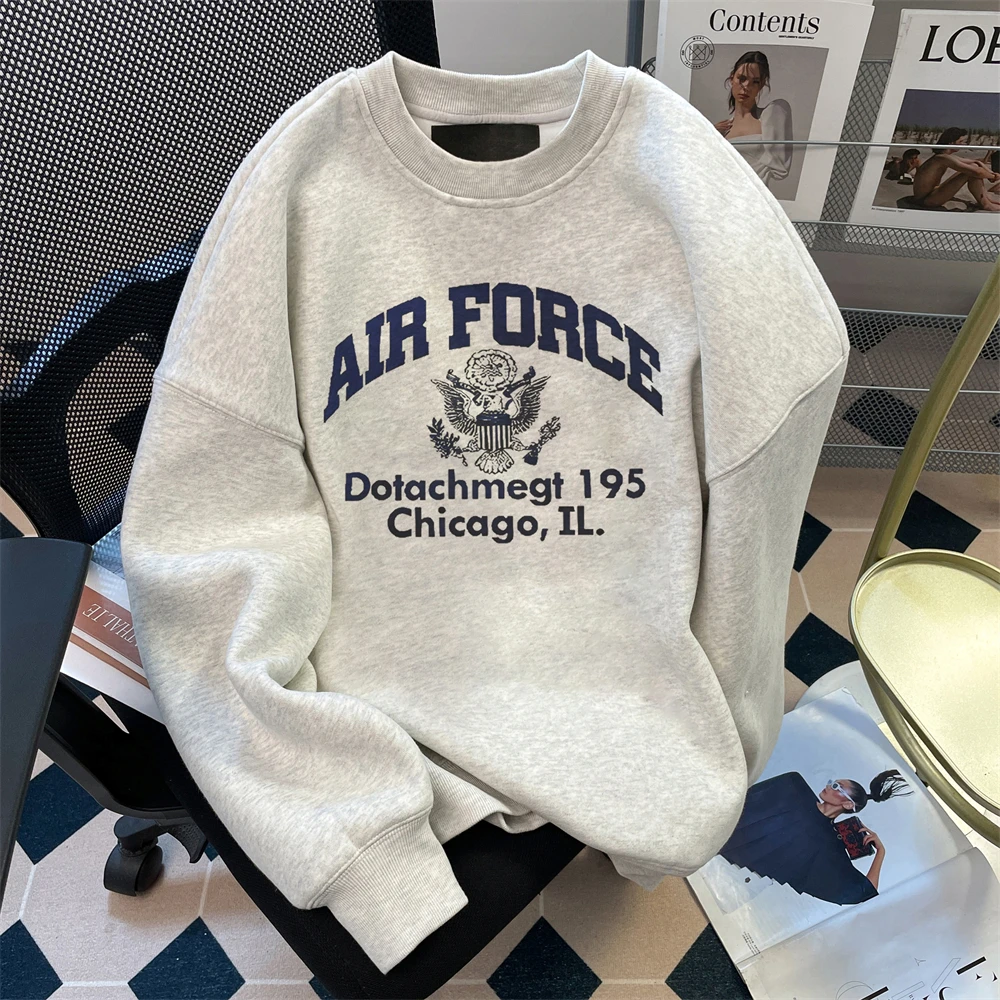 Contents
LOE
AIR FORCE
Dotachmegt 195
Chicago, IL.